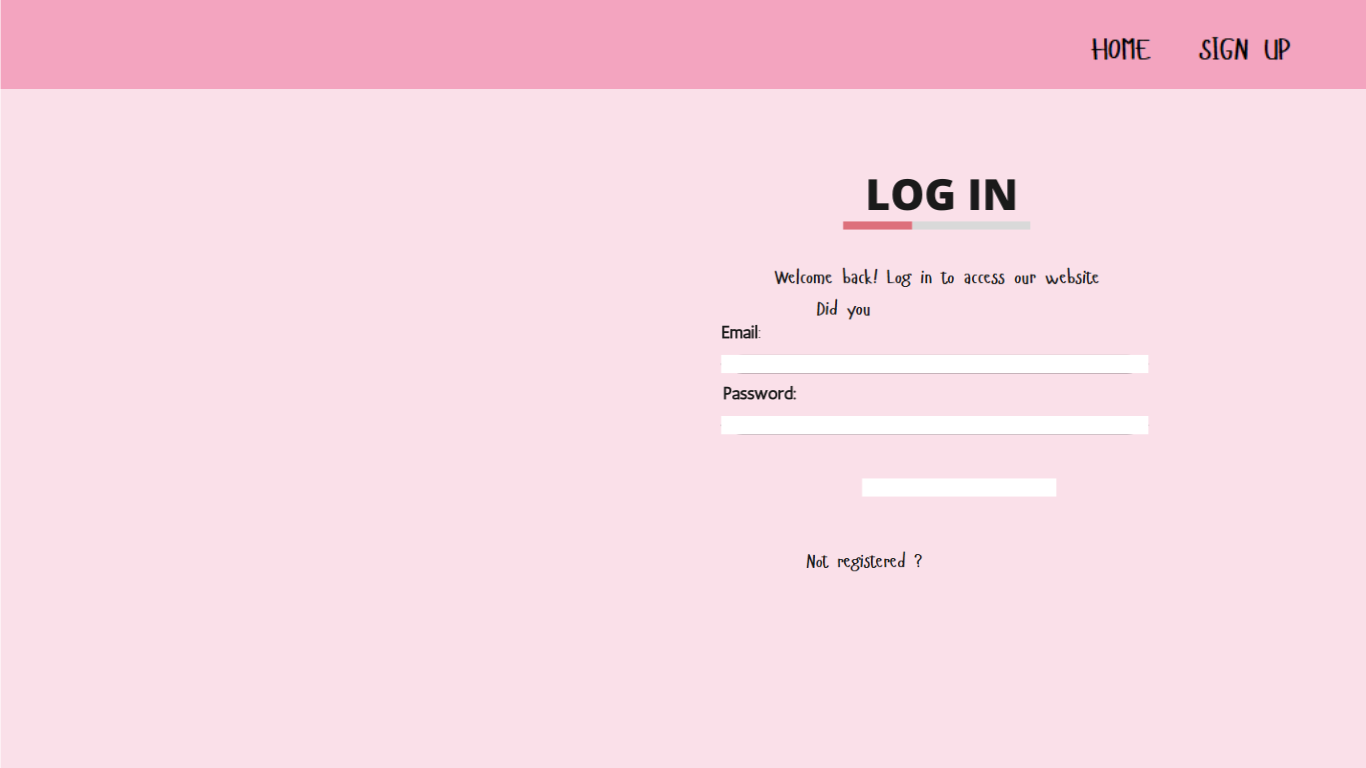 HOME SIGN UP
LOG IN
Welcome back! Log in to access our website
Did you
Email:
Password:
Not registered ?